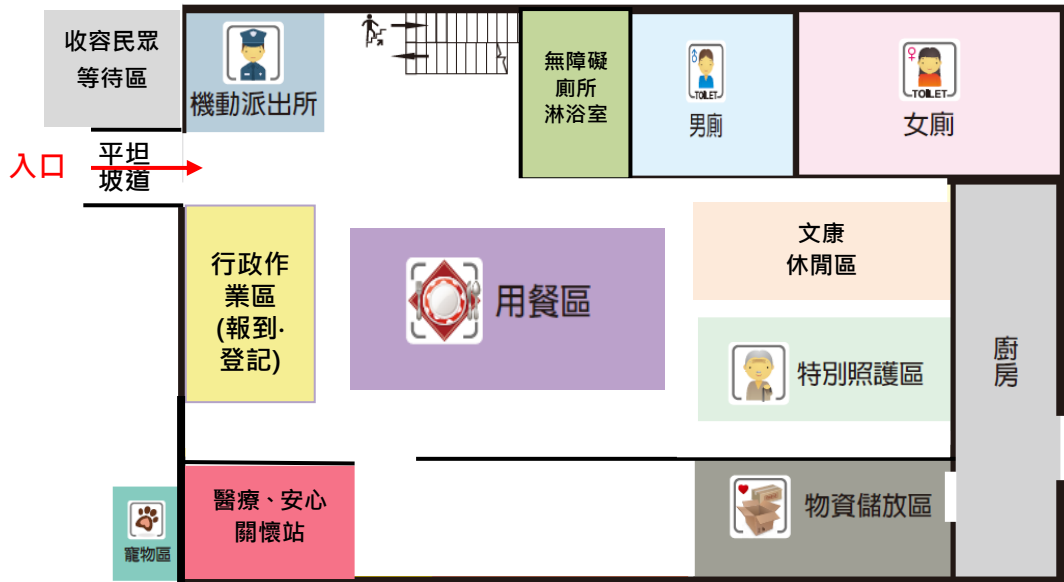 收容民眾
等待區
機動派出所
無障礙
廁所
淋浴室
TOILET
男廁
TOILET
女廁
入口
平坦
坡道
行政作
業區
(報到·
登記)
用餐區
文康
休閒區
特別照護區
廚房
醫療、安心
關懷站
物資儲放區
寵物區